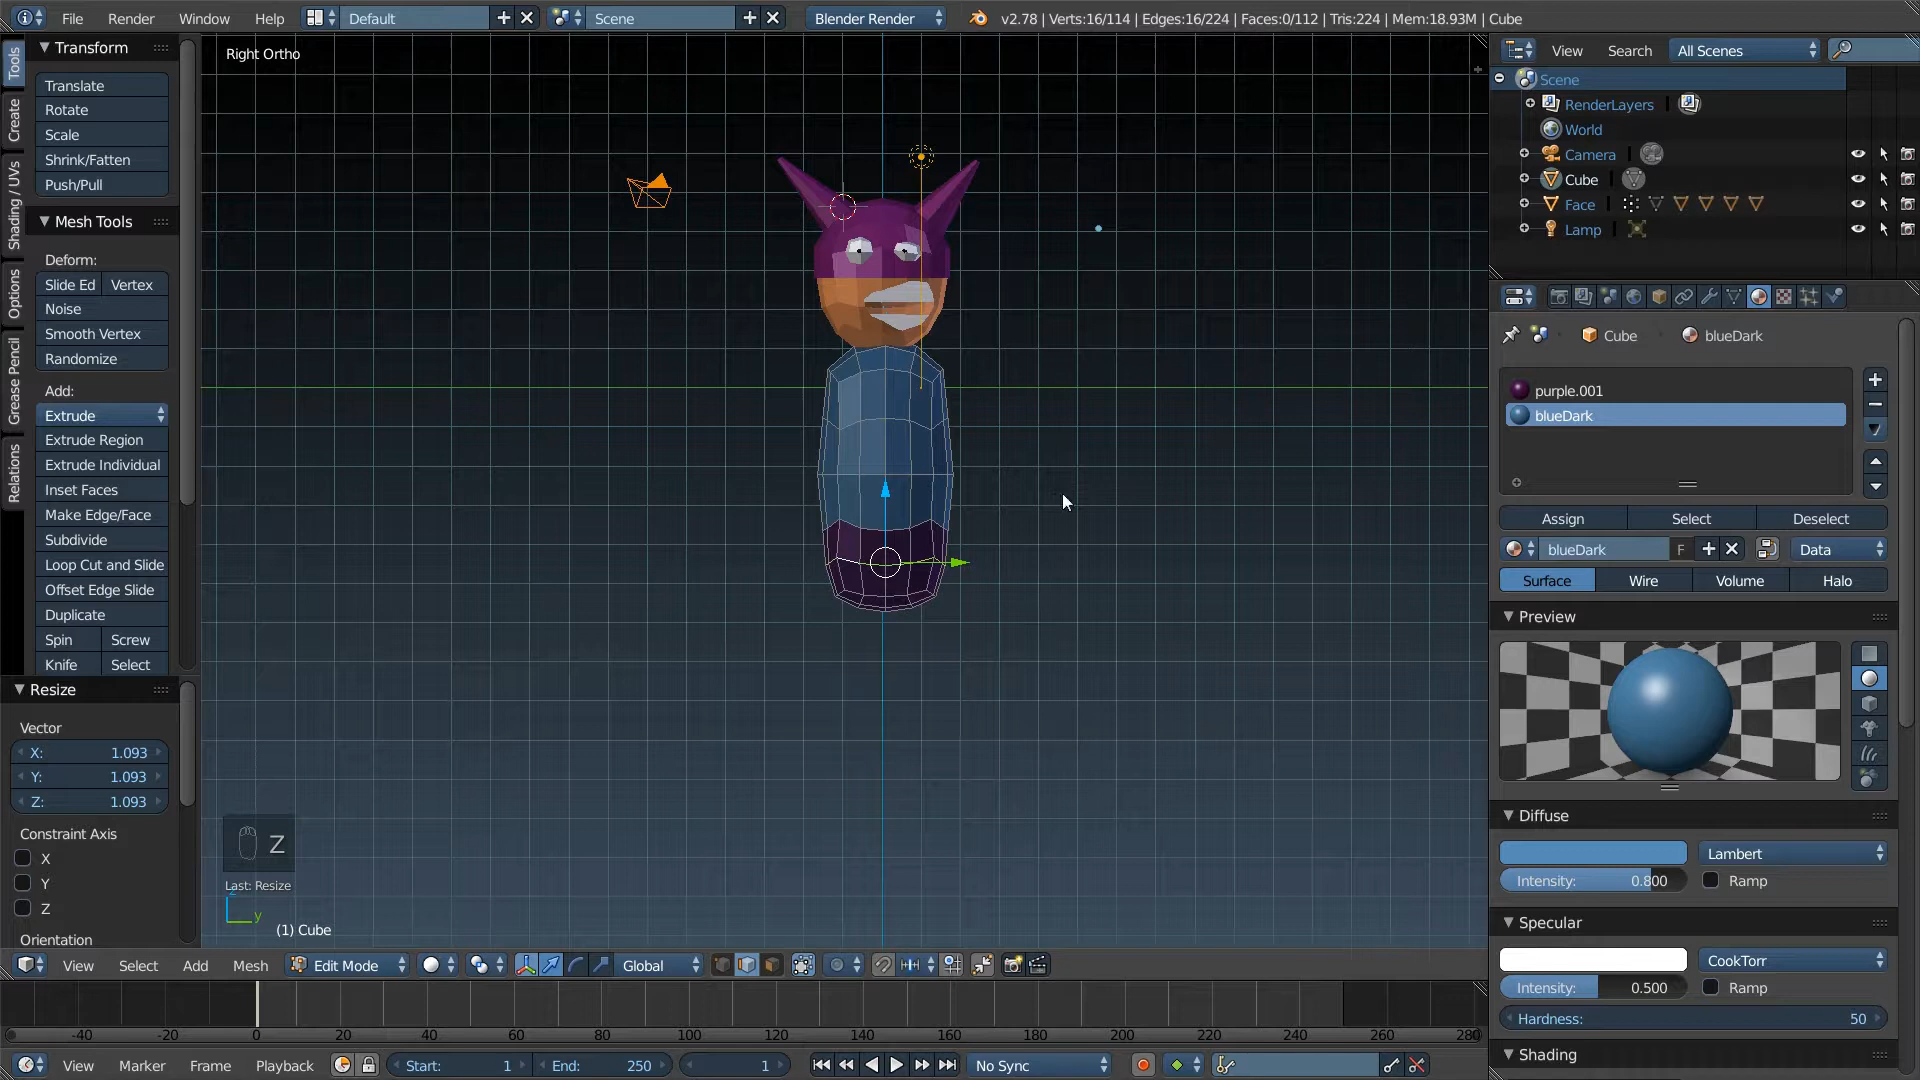 File Render Window Help Default Scene Blender Render v2.78 | Verts:16/114 | Edges:16/224 | Faces:0/112 | Tris:224 | Mem:18.93M | Cube
Tools
Create
Shading / UVs
Options
Grease Pencil
Relations
Transform
Translate
Rotate
Scale
Shrink/Fatten
Push/Pull
Mesh Tools
Deform:
Slide Ed Vertex
Noise
Smooth Vertex
Randomize
Add:
Extrude
Extrude Region
Extrude Individual
Inset Faces
Make Edge/Face
Subdivide
Loop Cut and Slide
Offset Edge Slide
Duplicate
Spin Screw
Knife Select
Resize
Vector
X: 1.093
Y: 1.093
Z: 1.093
Constraint Axis
X
Y
Z
Orientation
Right Ortho
Z
Last: Resize
z
y
(1) Cube
View Select Add Mesh Edit Mode Global
-40 -20 0 20 40 60 80 100 120 140 160 180 200 220 240 260 280
View Marker Frame Playback Start: 1 End: 250 1 No Sync
View Search All Scenes
Scene
RenderLayers
World
Camera
Cube
Face
Lamp
Cube blueDark
purple.001
blueDark
Assign Select Deselect
blueDark F Data
Surface Wire Volume Halo
Preview
Diffuse
Lambert
Intensity: 0.800 Ramp
Specular
CookTorr
Intensity: 0.500 Ramp
Hardness: 50
Shading